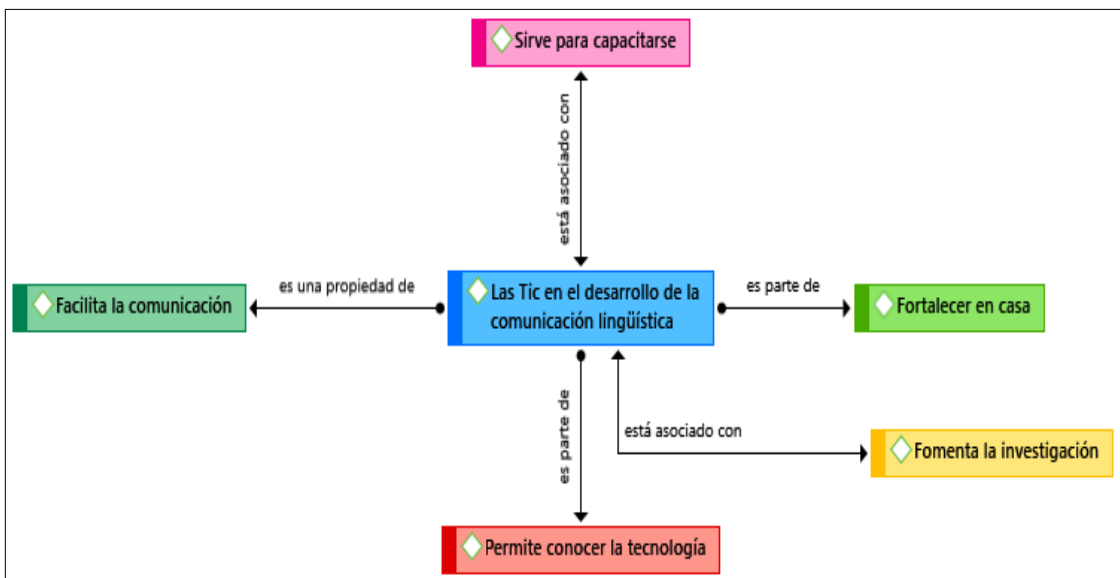 Sirve para capacitarse
está asociado con
es una propiedad de
es parte de
Facilita la comunicación
Las Tic en el desarrollo de la
comunicación lingüística
Fortalecer en casa
es parte de
está asociado con
Fomenta la investigación
Permite conocer la tecnología